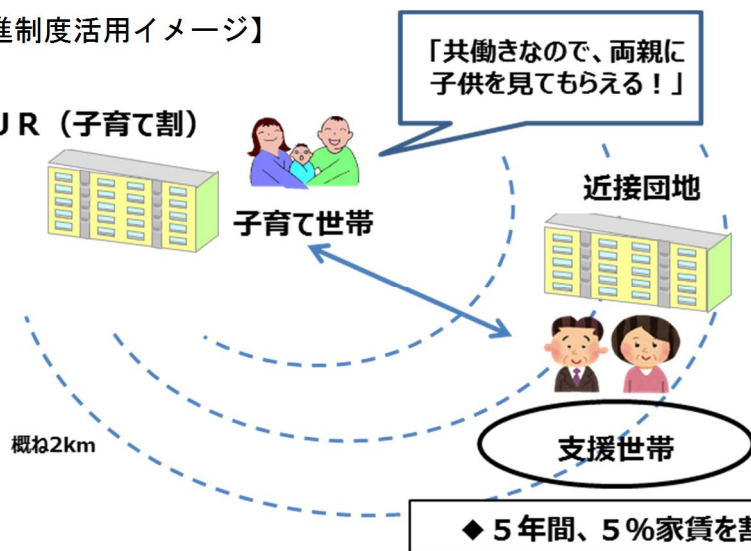 進制度活用イメージ】
「共働きなので、両親に
子供を見てもらえる！」
UR（子育て割）
近接団地
子育て世帯
概ね2km
支援世帯
◆５年間、５％家賃を割